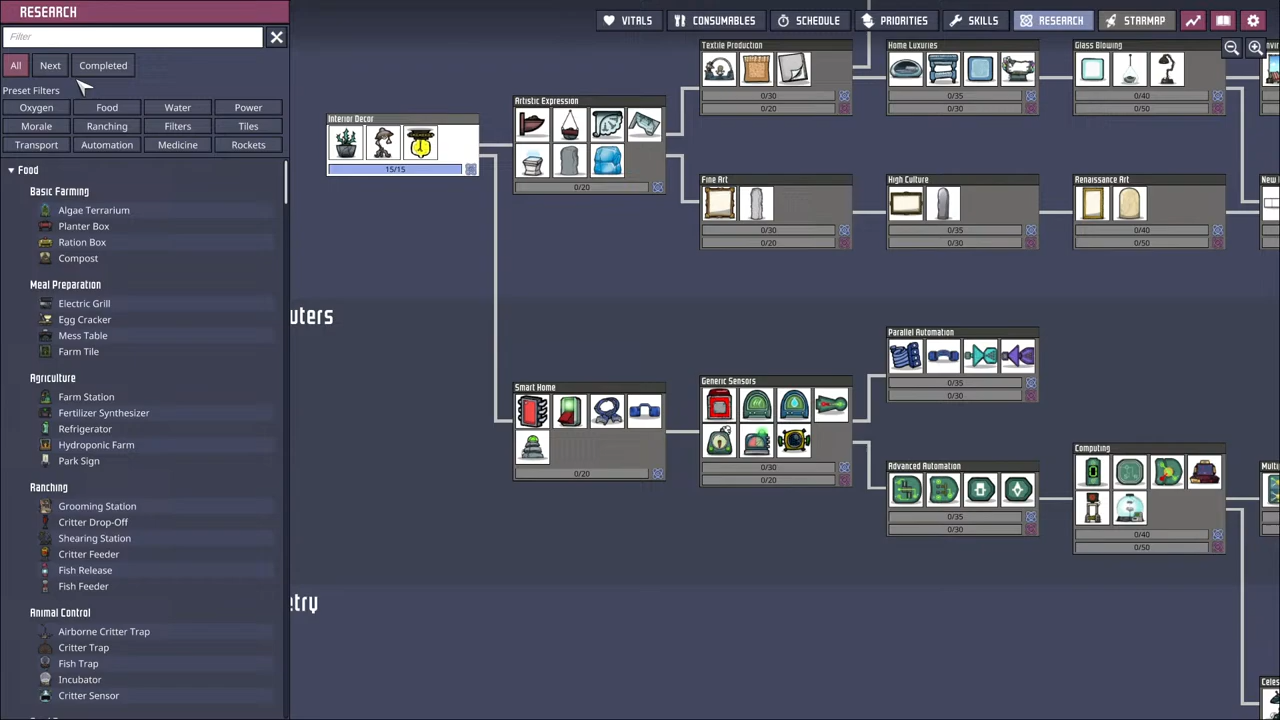 RESEARCH
VITALS
CONSUMABLES
SCHEDULE
PRIORITIES
SKILLS
RESEARCH
STARMAP
Filter
All
Next
Completed
Preset Filters
Oxygen
Food
Water
Power
Morale
Ranching
Filters
Tiles
Transport
Automation
Medicine
Rockets
Food
Basic Farming
Algae Terrarium
Planter Box
Ration Box
Compost
Meal Preparation
Electric Grill
Egg Cracker
Mess Table
Farm Tile
Agriculture
Farm Station
Fertilizer Synthesizer
Refrigerator
Hydroponic Farm
Park Sign
Ranching
Grooming Station
Critter Drop-Off
Shearing Station
Critter Feeder
Fish Release
Fish Feeder
Animal Control
Airborne Critter Trap
Critter Trap
Fish Trap
Incubator
Critter Sensor
Interior Decor
15/15
Artistic Expression
0/20
Textile Production
0/30
0/20
Home Luxuries
0/35
0/30
Glass Blowing
0/40
0/50
Fine Art
0/30
0/20
High Culture
0/35
0/30
Renaissance Art
0/40
0/50
uters
Smart Home
0/20
Generic Sensors
0/30
0/20
Parallel Automation
0/35
0/30
Advanced Automation
0/35
0/30
Computing
0/40
0/50
etry